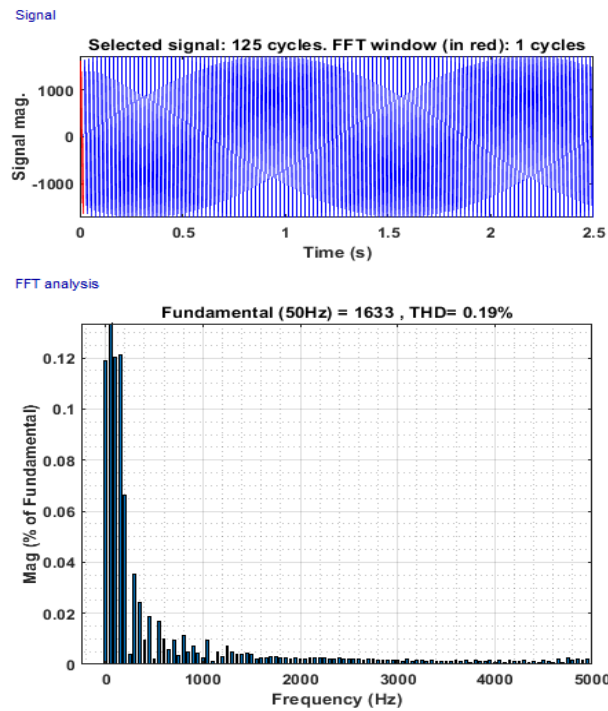 Signal
Selected signal: 125 cycles. FFT window (in red): 1 cycles
1000
0
-1000
Signal mag.
0 0.5 1 1.5 2 2.5
Time (s)
FFT analysis
Fundamental (50Hz) = 1633 , THD= 0.19%
0.12
0.1
0.08
0.06
0.04
0.02
0
Mag (% of Fundamental)
0 1000 2000 3000 4000 5000
Frequency (Hz)